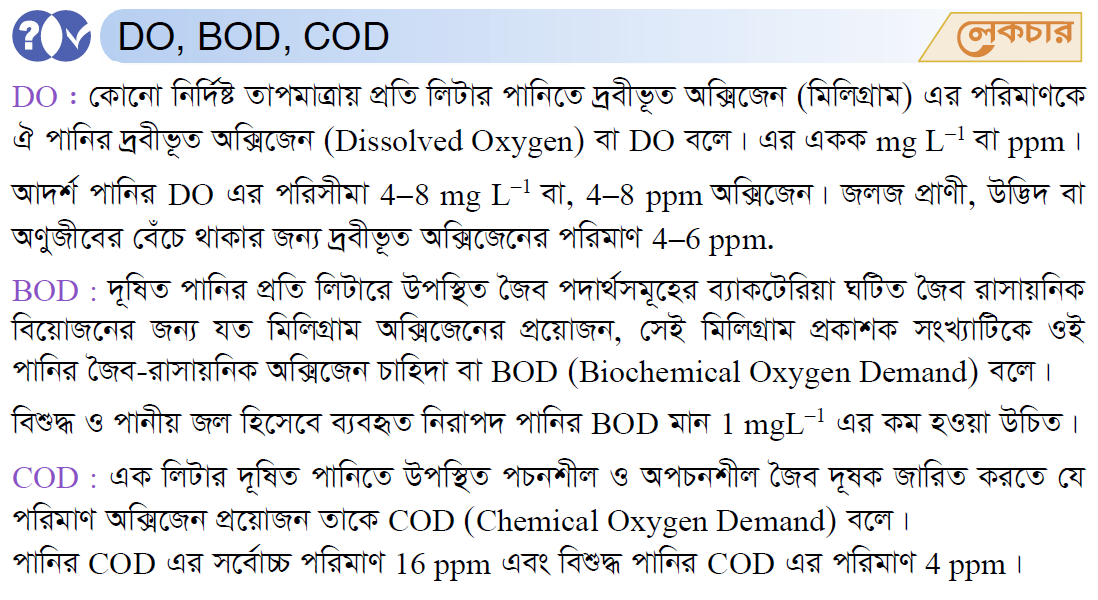 DO, BOD, COD
লেকচার
DO : কোনো নির্দিষ্ট তাপমাত্রায় প্রতি লিটার পানিতে দ্রবীভূত অক্সিজেন (মিলিগ্রাম) এর পরিমাণকে
ঐ পানির দ্রবীভূত অক্সিজেন (Dissolved Oxygen) বা DO বলে। এর একক mg L⁻¹ বা ppm।
আদর্শ পানির DO এর পরিসীমা 4–8 mg L⁻¹ বা, 4–8 ppm অক্সিজেন। জলজ প্রাণী, উদ্ভিদ বা
অণুজীবের বেঁচে থাকার জন্য দ্রবীভূত অক্সিজেনের পরিমাণ 4–6 ppm.
BOD : দূষিত পানির প্রতি লিটারে উপস্থিত জৈব পদার্থসমূহের ব্যাকটেরিয়া ঘটিত জৈব রাসায়নিক
বিয়োজনের জন্য যত মিলিগ্রাম অক্সিজেনের প্রয়োজন, সেই মিলিগ্রাম প্রকাশক সংখ্যাটিকে ওই
পানির জৈব-রাসায়নিক অক্সিজেন চাহিদা বা BOD (Biochemical Oxygen Demand) বলে।
বিশুদ্ধ ও পানীয় জল হিসেবে ব্যবহৃত নিরাপদ পানির BOD মান 1 mgL⁻¹ এর কম হওয়া উচিত।
COD : এক লিটার দূষিত পানিতে উপস্থিত পচনশীল ও অপচনশীল জৈব দূষক জারিত করতে যে
পরিমাণ অক্সিজেন প্রয়োজন তাকে COD (Chemical Oxygen Demand) বলে।
পানির COD এর সর্বোচ্চ পরিমাণ 16 ppm এবং বিশুদ্ধ পানির COD এর পরিমাণ 4 ppm।